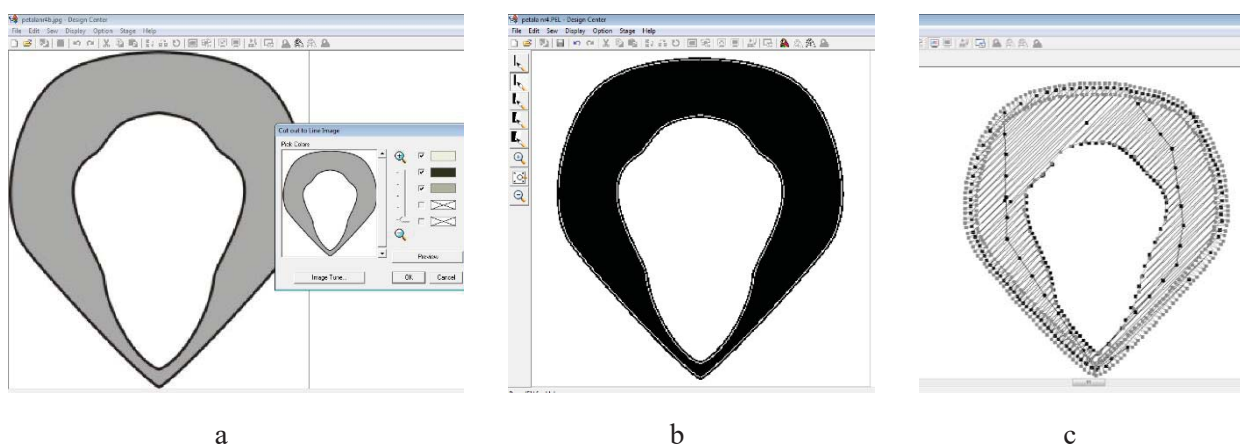 petalanr4b.jpg - Design Center
File Edit Sew Display Option Stage Help
Cut out to Line Image
Pick Colors
Preview
Image Tune...
OK
Cancel
petala nr4.PEL - Design Center
File Edit Sew Display Option Stage Help
a
b
c